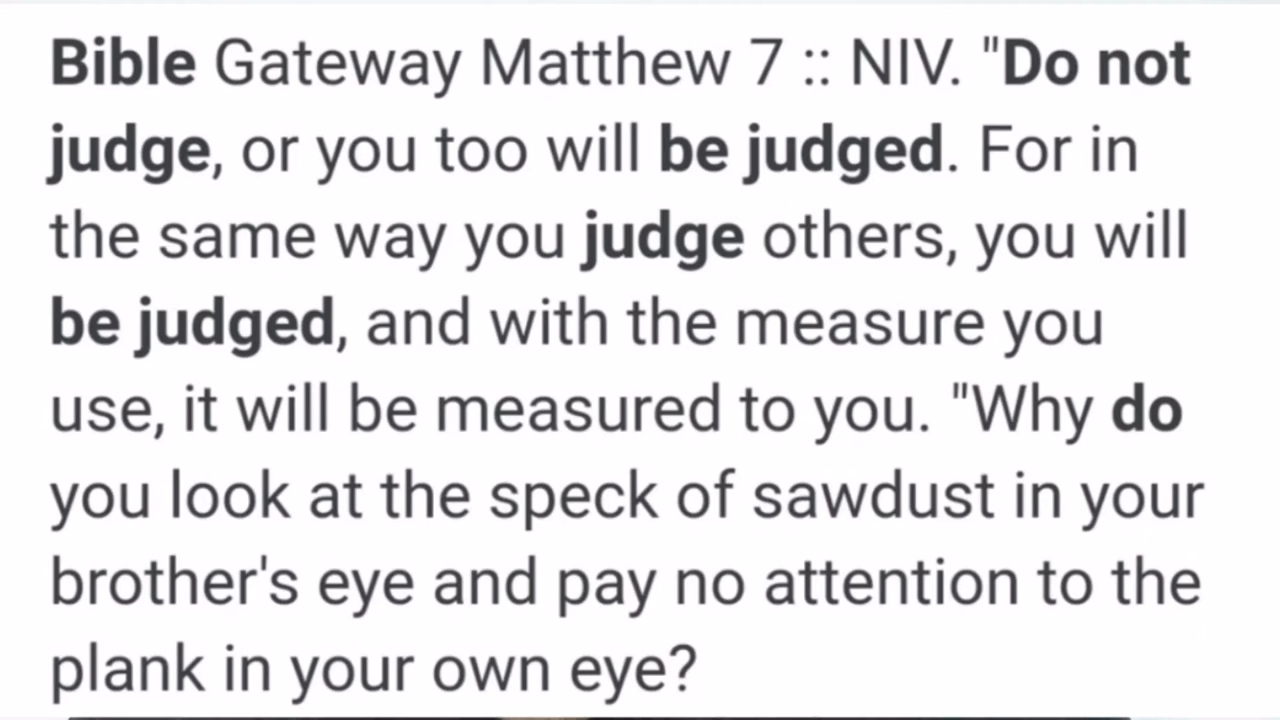 Bible Gateway Matthew 7 :: NIV. "Do not
judge, or you too will be judged. For in
the same way you judge others, you will
be judged, and with the measure you
use, it will be measured to you. "Why do
you look at the speck of sawdust in your
brother's eye and pay no attention to the
plank in your own eye?